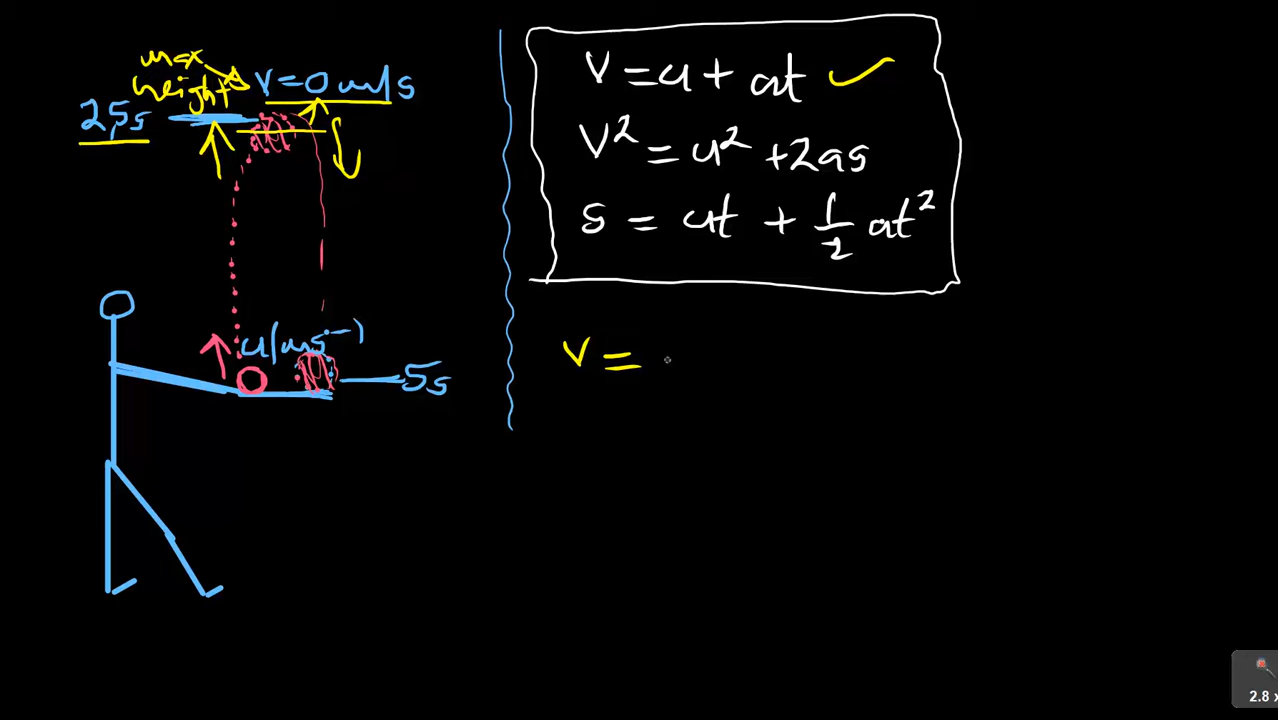 max
height
v=0 m/s
2,5s
u(ms⁻¹)
5s
v = u + at ✓
v² = u² + 2as
s = ut + 1/2 at²
v =
2.8 x